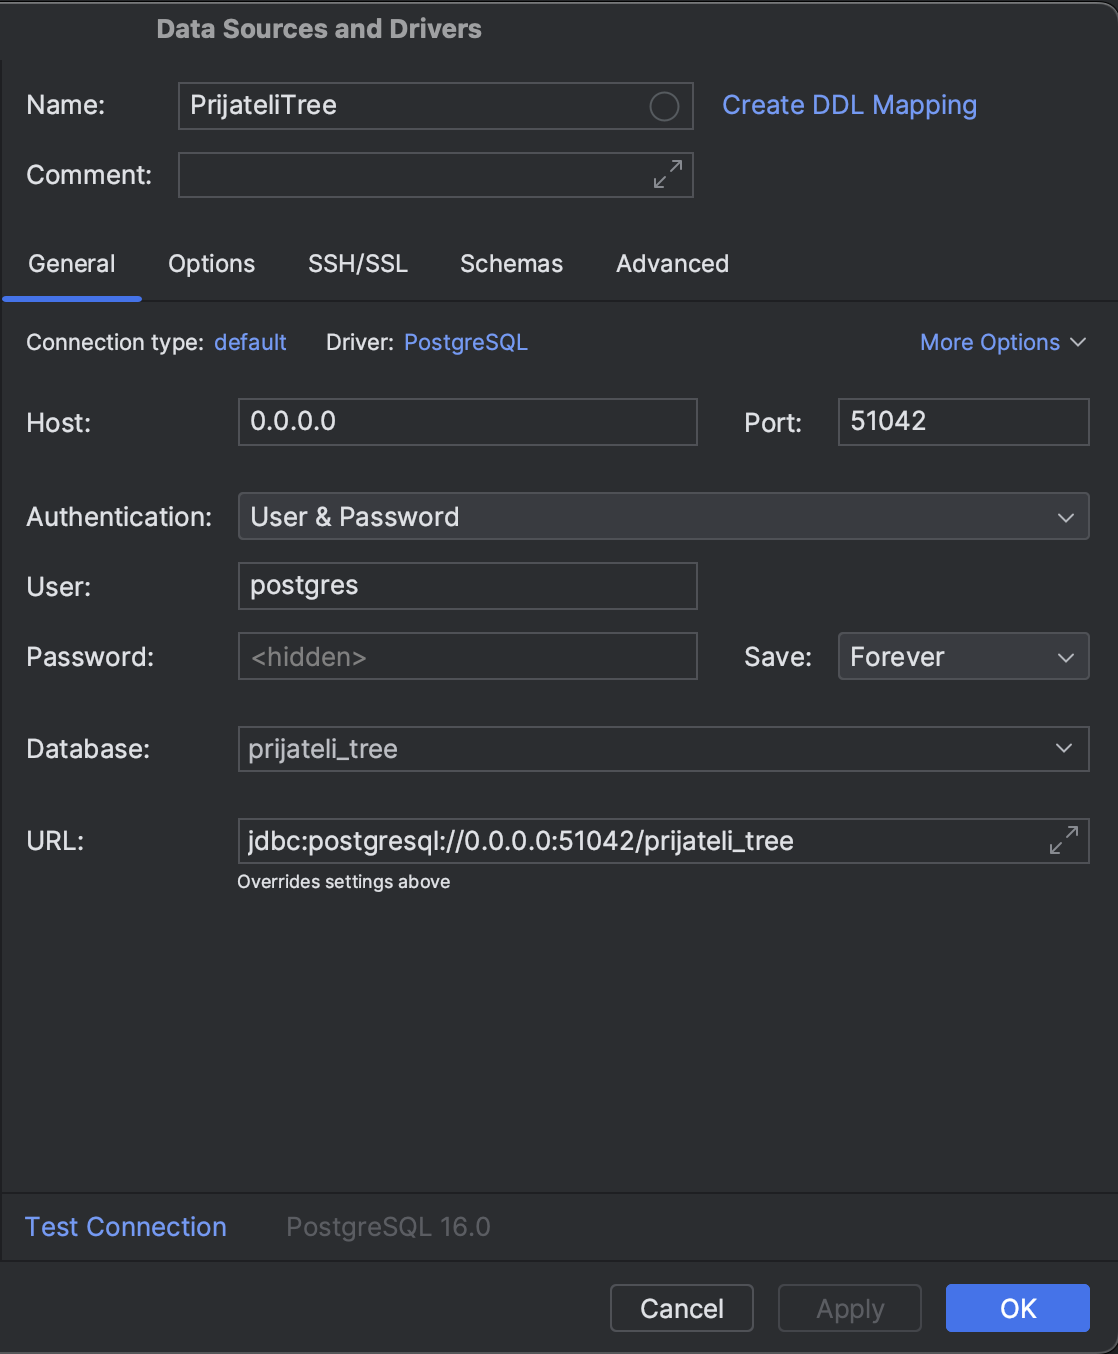 Data Sources and Drivers
Name: PrijateliTree Create DDL Mapping
Comment:
General Options SSH/SSL Schemas Advanced
Connection type: default Driver: PostgreSQL More Options
Host: 0.0.0.0 Port: 51042
Authentication: User & Password
User: postgres
Password: <hidden> Save: Forever
Database: prijateli_tree
URL: jdbc:postgresql://0.0.0.0:51042/prijateli_tree
Overrides settings above
Test Connection PostgreSQL 16.0
Cancel Apply OK